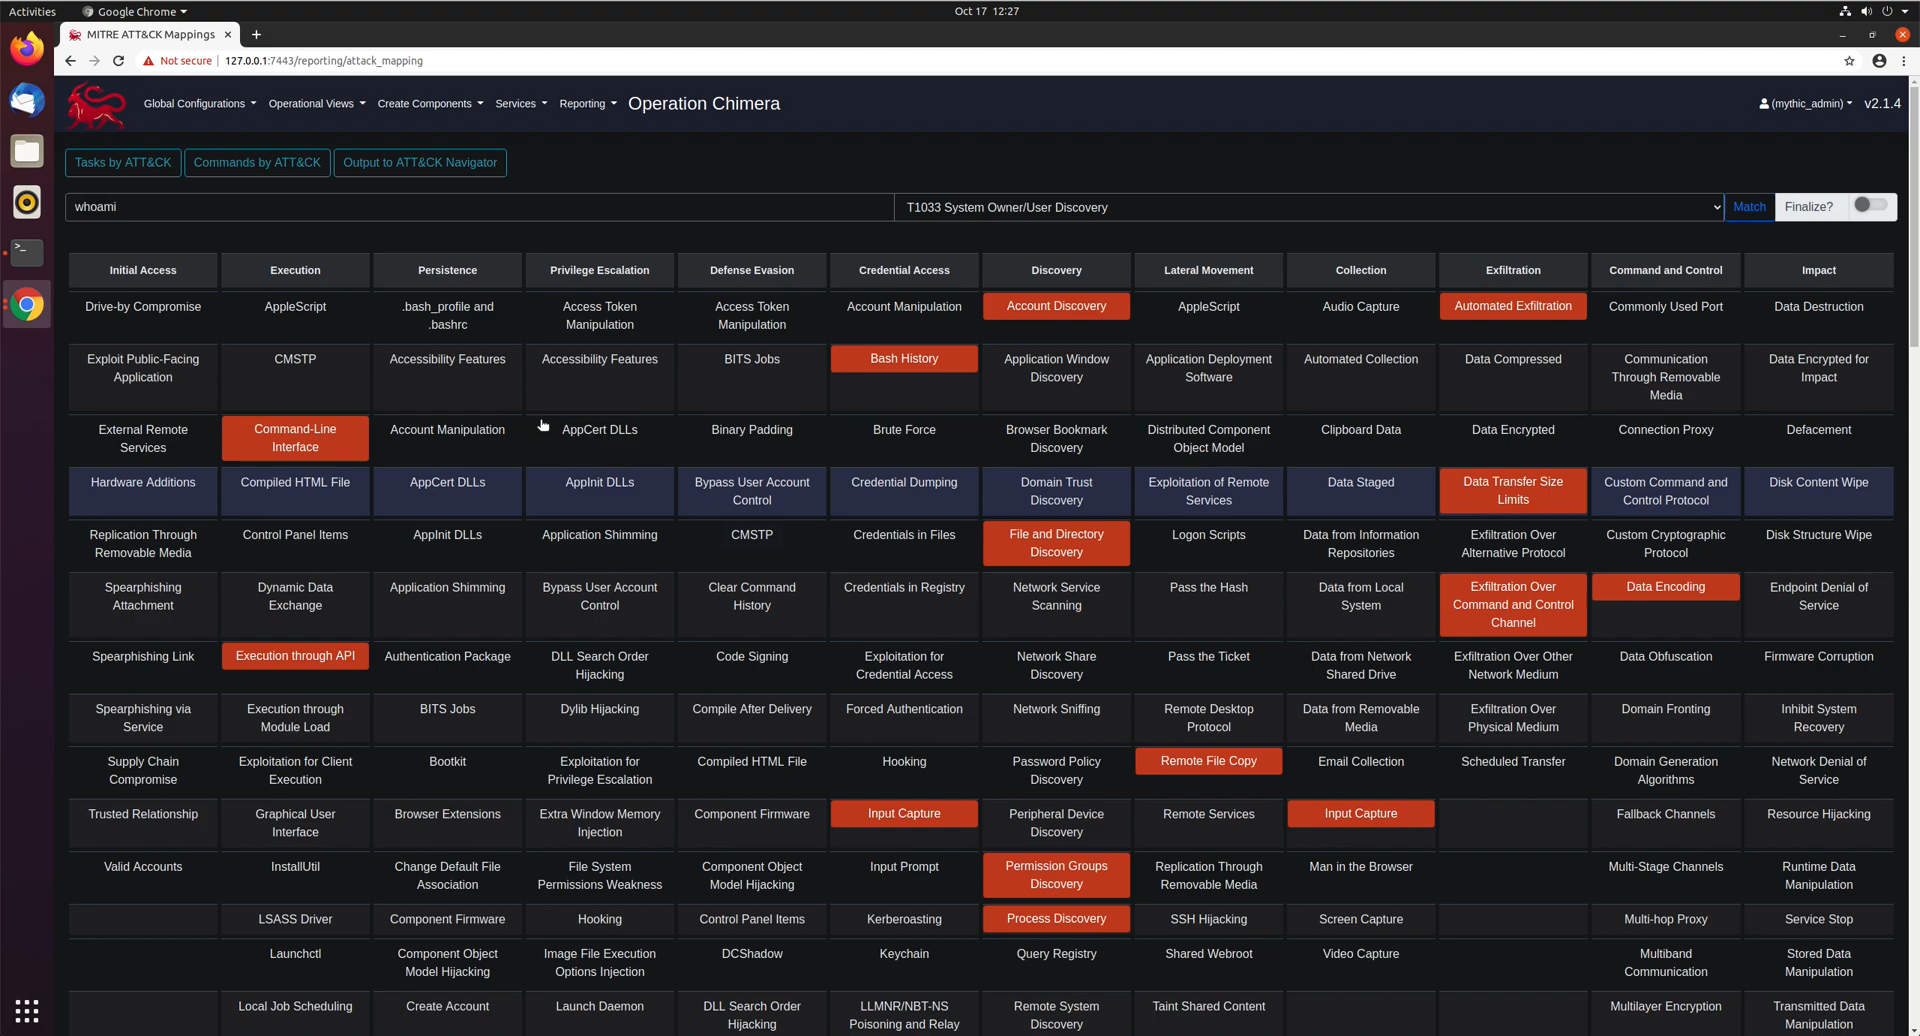 Activities
Google Chrome
Oct 17 12:27
MITRE ATT&CK Mappings
Not secure
127.0.0.1:7443/reporting/attack_mapping
Global Configurations
Operational Views
Create Components
Services
Reporting
Operation Chimera
(mythic_admin)
v2.1.4
Tasks by ATT&CK
Commands by ATT&CK
Output to ATT&CK Navigator
whoami
T1033 System Owner/User Discovery
Match
Finalize?
Initial Access
Execution
Persistence
Privilege Escalation
Defense Evasion
Credential Access
Discovery
Lateral Movement
Collection
Exfiltration
Command and Control
Impact
Drive-by Compromise
AppleScript
.bash_profile and
.bashrc
Access Token
Manipulation
Access Token
Manipulation
Account Manipulation
Account Discovery
AppleScript
Audio Capture
Automated Exfiltration
Commonly Used Port
Data Destruction
Exploit Public-Facing
Application
CMSTP
Accessibility Features
Accessibility Features
BITS Jobs
Bash History
Application Window
Discovery
Application Deployment
Software
Automated Collection
Data Compressed
Communication
Through Removable
Media
Data Encrypted for
Impact
External Remote
Services
Command-Line
Interface
Account Manipulation
AppCert DLLs
Binary Padding
Brute Force
Browser Bookmark
Discovery
Distributed Component
Object Model
Clipboard Data
Data Encrypted
Connection Proxy
Defacement
Hardware Additions
Compiled HTML File
AppCert DLLs
AppInit DLLs
Bypass User Account
Control
Credential Dumping
Domain Trust
Discovery
Exploitation of Remote
Services
Data Staged
Data Transfer Size
Limits
Custom Command and
Control Protocol
Disk Content Wipe
Replication Through
Removable Media
Control Panel Items
AppInit DLLs
Application Shimming
CMSTP
Credentials in Files
File and Directory
Discovery
Logon Scripts
Data from Information
Repositories
Exfiltration Over
Alternative Protocol
Custom Cryptographic
Protocol
Disk Structure Wipe
Spearphishing
Attachment
Dynamic Data
Exchange
Application Shimming
Bypass User Account
Control
Clear Command
History
Credentials in Registry
Network Service
Scanning
Pass the Hash
Data from Local
System
Exfiltration Over
Command and Control
Channel
Data Encoding
Endpoint Denial of
Service
Spearphishing Link
Execution through API
Authentication Package
DLL Search Order
Hijacking
Code Signing
Exploitation for
Credential Access
Network Share
Discovery
Pass the Ticket
Data from Network
Shared Drive
Exfiltration Over Other
Network Medium
Data Obfuscation
Firmware Corruption
Spearphishing via
Service
Execution through
Module Load
BITS Jobs
Dylib Hijacking
Compile After Delivery
Forced Authentication
Network Sniffing
Remote Desktop
Protocol
Data from Removable
Media
Exfiltration Over
Physical Medium
Domain Fronting
Inhibit System
Recovery
Supply Chain
Compromise
Exploitation for Client
Execution
Bootkit
Exploitation for
Privilege Escalation
Compiled HTML File
Hooking
Password Policy
Discovery
Remote File Copy
Email Collection
Scheduled Transfer
Domain Generation
Algorithms
Network Denial of
Service
Trusted Relationship
Graphical User
Interface
Browser Extensions
Extra Window Memory
Injection
Component Firmware
Input Capture
Peripheral Device
Discovery
Remote Services
Input Capture
Fallback Channels
Resource Hijacking
Valid Accounts
InstallUtil
Change Default File
Association
File System
Permissions Weakness
Component Object
Model Hijacking
Input Prompt
Permission Groups
Discovery
Replication Through
Removable Media
Man in the Browser
Multi-Stage Channels
Runtime Data
Manipulation
LSASS Driver
Component Firmware
Hooking
Control Panel Items
Kerberoasting
Process Discovery
SSH Hijacking
Screen Capture
Multi-hop Proxy
Service Stop
Launchctl
Component Object
Model Hijacking
Image File Execution
Options Injection
DCShadow
Keychain
Query Registry
Shared Webroot
Video Capture
Multiband
Communication
Stored Data
Manipulation
Local Job Scheduling
Create Account
Launch Daemon
DLL Search Order
Hijacking
LLMNR/NBT-NS
Poisoning and Relay
Remote System
Discovery
Taint Shared Content
Multilayer Encryption
Transmitted Data
Manipulation